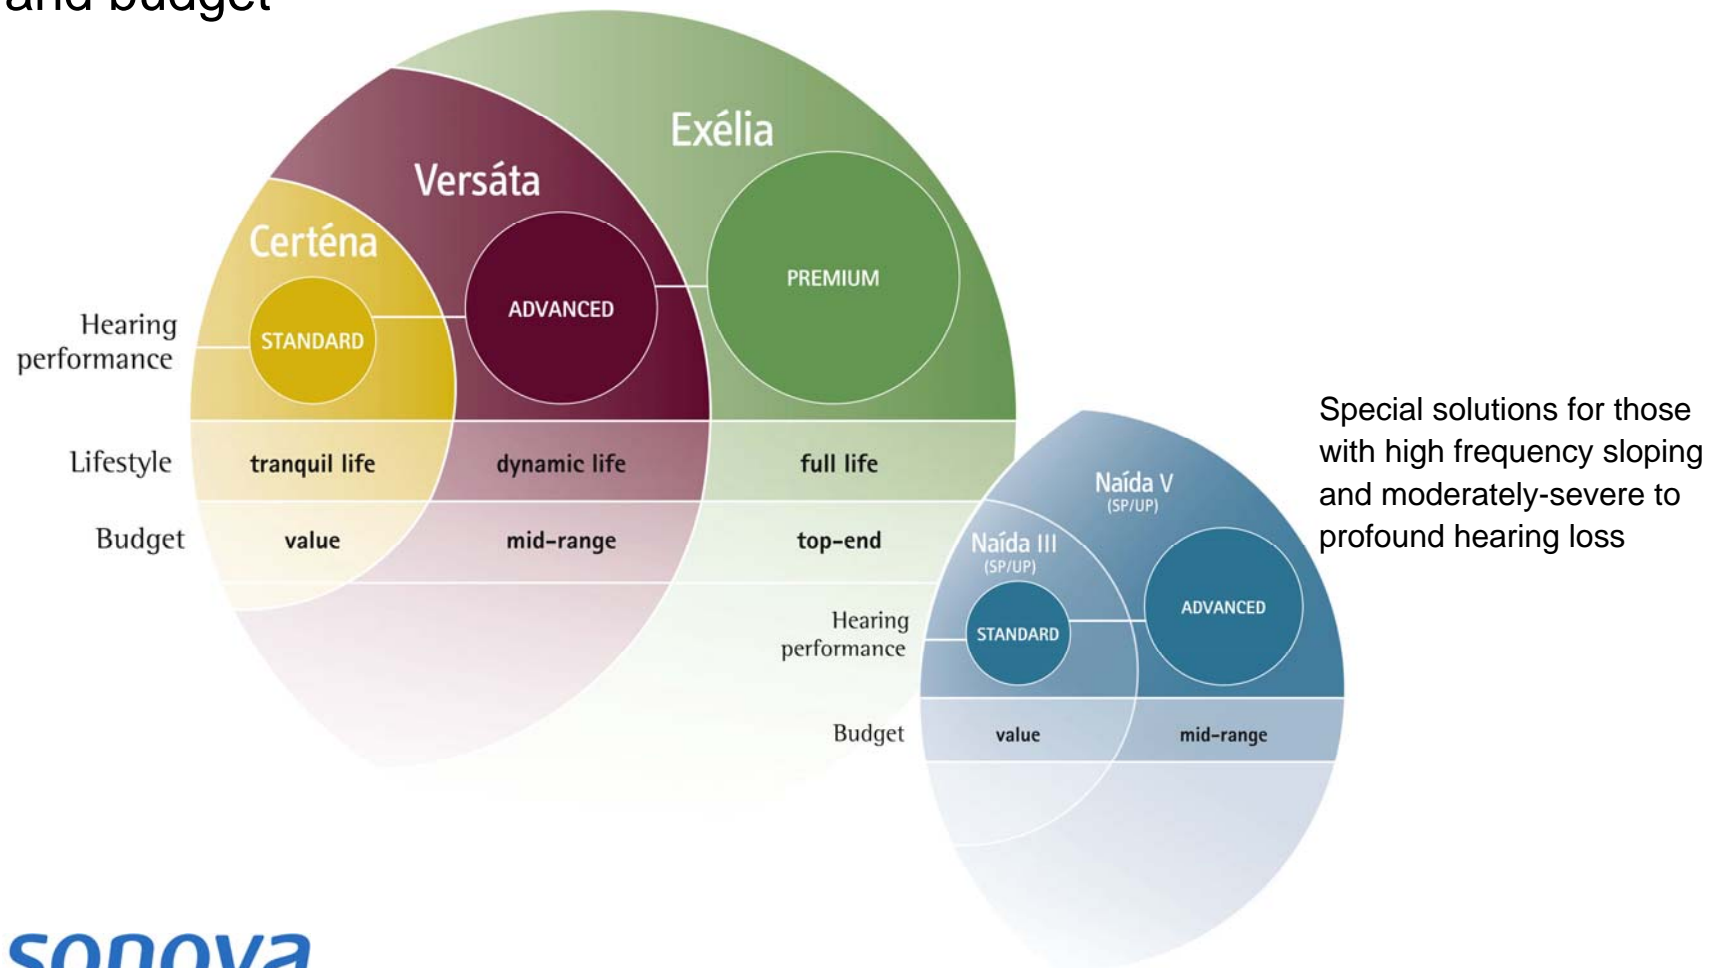 and budget
Exélia
Versáta
Certéna
PREMIUM
ADVANCED
STANDARD
Hearing
performance
Lifestyle
tranquil life
dynamic life
full life
Budget
value
mid-range
top-end
Special solutions for those
with high frequency sloping
and moderately-severe to
profound hearing loss
Naída V
(SP/UP)
Naída III
(SP/UP)
ADVANCED
STANDARD
Hearing
performance
Budget
value
mid-range
sonova